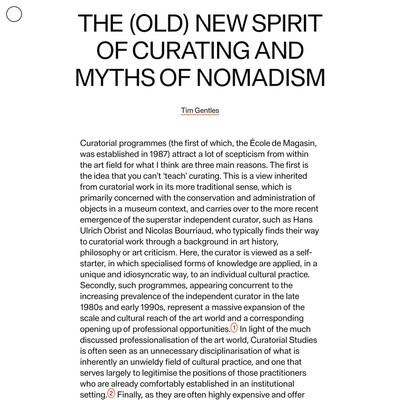 THE (OLD) NEW SPIRIT
OF CURATING AND
MYTHS OF NOMADISM
Tim Gentles
Curatorial programmes (the first of which, the École de Magasin,
was established in 1987) attract a lot of scepticism from within
the art field for what I think are three main reasons. The first is
the idea that you can't ‘teach’ curating. This is a view inherited
from curatorial work in its more traditional sense, which is
primarily concerned with the conservation and administration of
objects in a museum context, and carries over to the more recent
emergence of the superstar independent curator, such as Hans
Ulrich Obrist and Nicolas Bourriaud, who typically finds their way
to curatorial work through a background in art history,
philosophy or art criticism. Here, the curator is viewed as a self-
starter, in which specialised forms of knowledge are applied, in a
unique and idiosyncratic way, to an individual cultural practice.
Secondly, such programmes, appearing concurrent to the
increasing prevalence of the independent curator in the late
1980s and early 1990s, represent a massive expansion of the
scale and cultural reach of the art world and a corresponding
opening up of professional opportunities.1 In light of the much
discussed professionalisation of the art world, Curatorial Studies
is often seen as an unnecessary disciplinarisation of what is
inherently an unwieldy field of cultural practice, and one that
serves largely to legitimise the positions of those practitioners
who are already comfortably established in an institutional
setting.2 Finally, as they are often highly expensive and offer